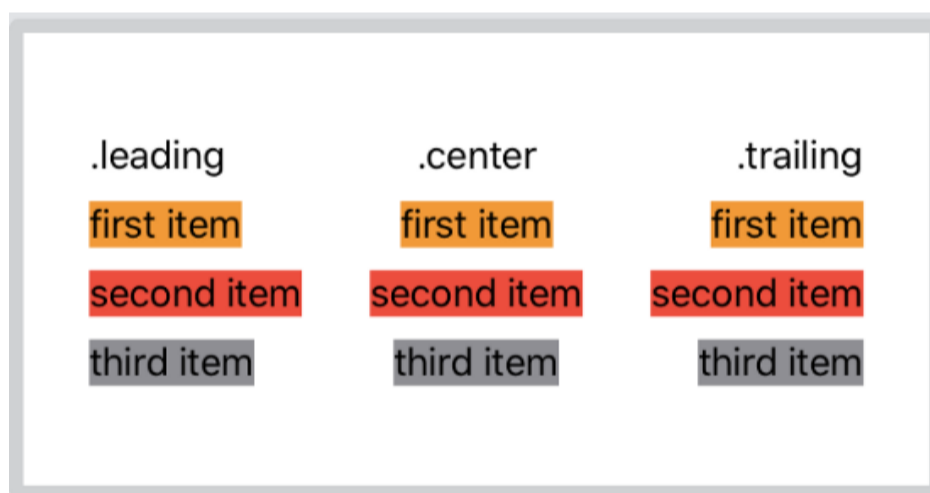 .leading .center .trailing
first item first item first item
second item second item second item
third item third item third item